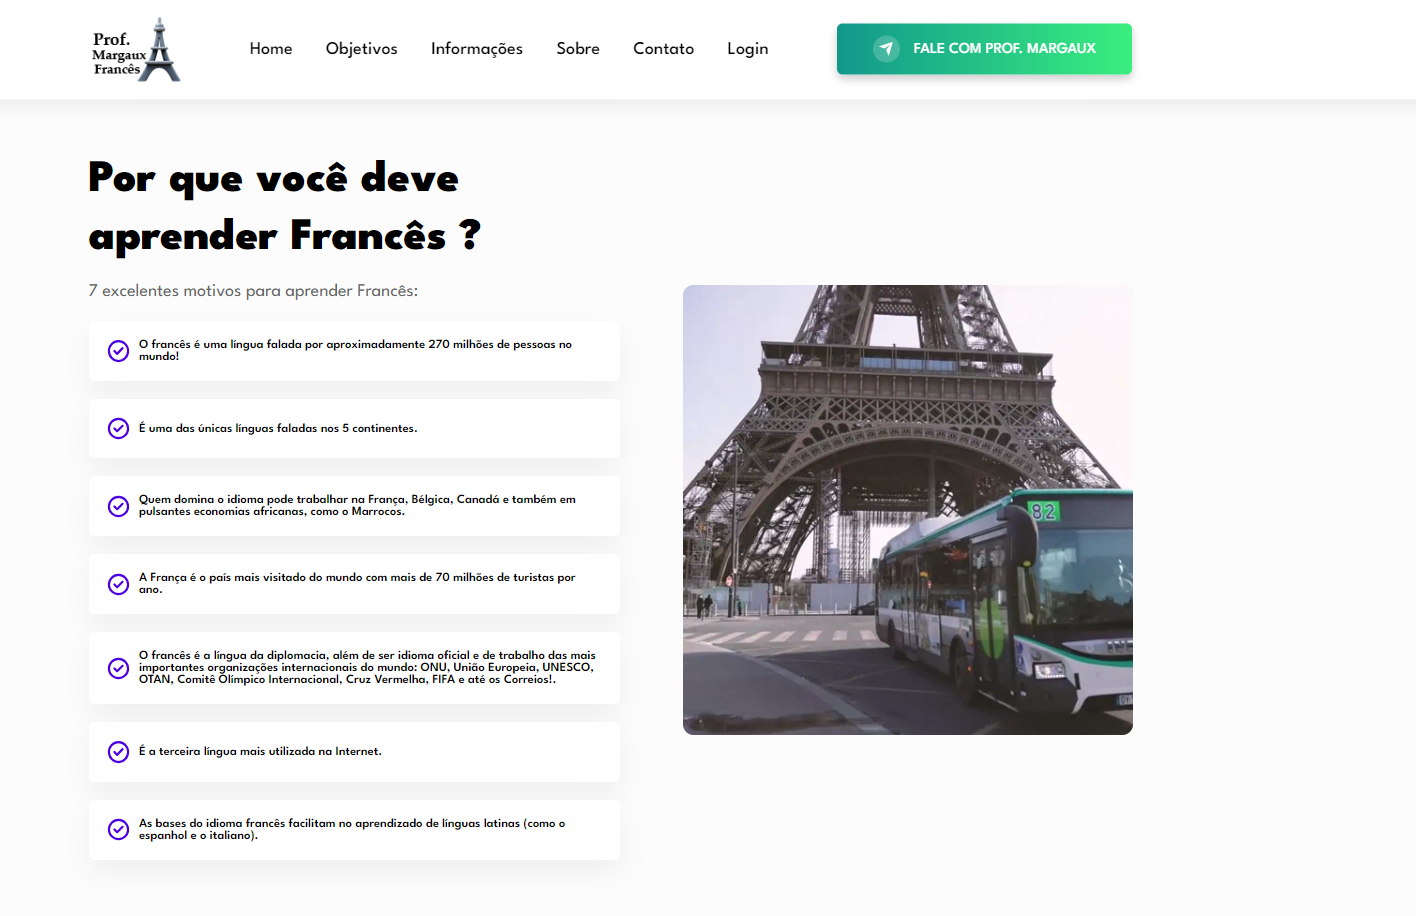 Prof.
Margaux
Francês
Home Objetivos Informações Sobre Contato Login
FALE COM PROF. MARGAUX
Por que você deve
aprender Francês ?
7 excelentes motivos para aprender Francês:
O francês é uma língua falada por aproximadamente 270 milhões de pessoas no
mundo!
É uma das únicas línguas faladas nos 5 continentes.
Quem domina o idioma pode trabalhar na França, Bélgica, Canadá e também em
pulsantes economias africanas, como o Marrocos.
A França é o país mais visitado do mundo com mais de 70 milhões de turistas por
ano.
O francês é a língua da diplomacia, além de ser idioma oficial e de trabalho das mais
importantes organizações internacionais do mundo: ONU, União Europeia, UNESCO,
OTAN, Comitê Olímpico Internacional, Cruz Vermelha, FIFA e até os Correios!.
É a terceira língua mais utilizada na Internet.
As bases do idioma francês facilitam no aprendizado de línguas latinas (como o
espanhol e o italiano).
82